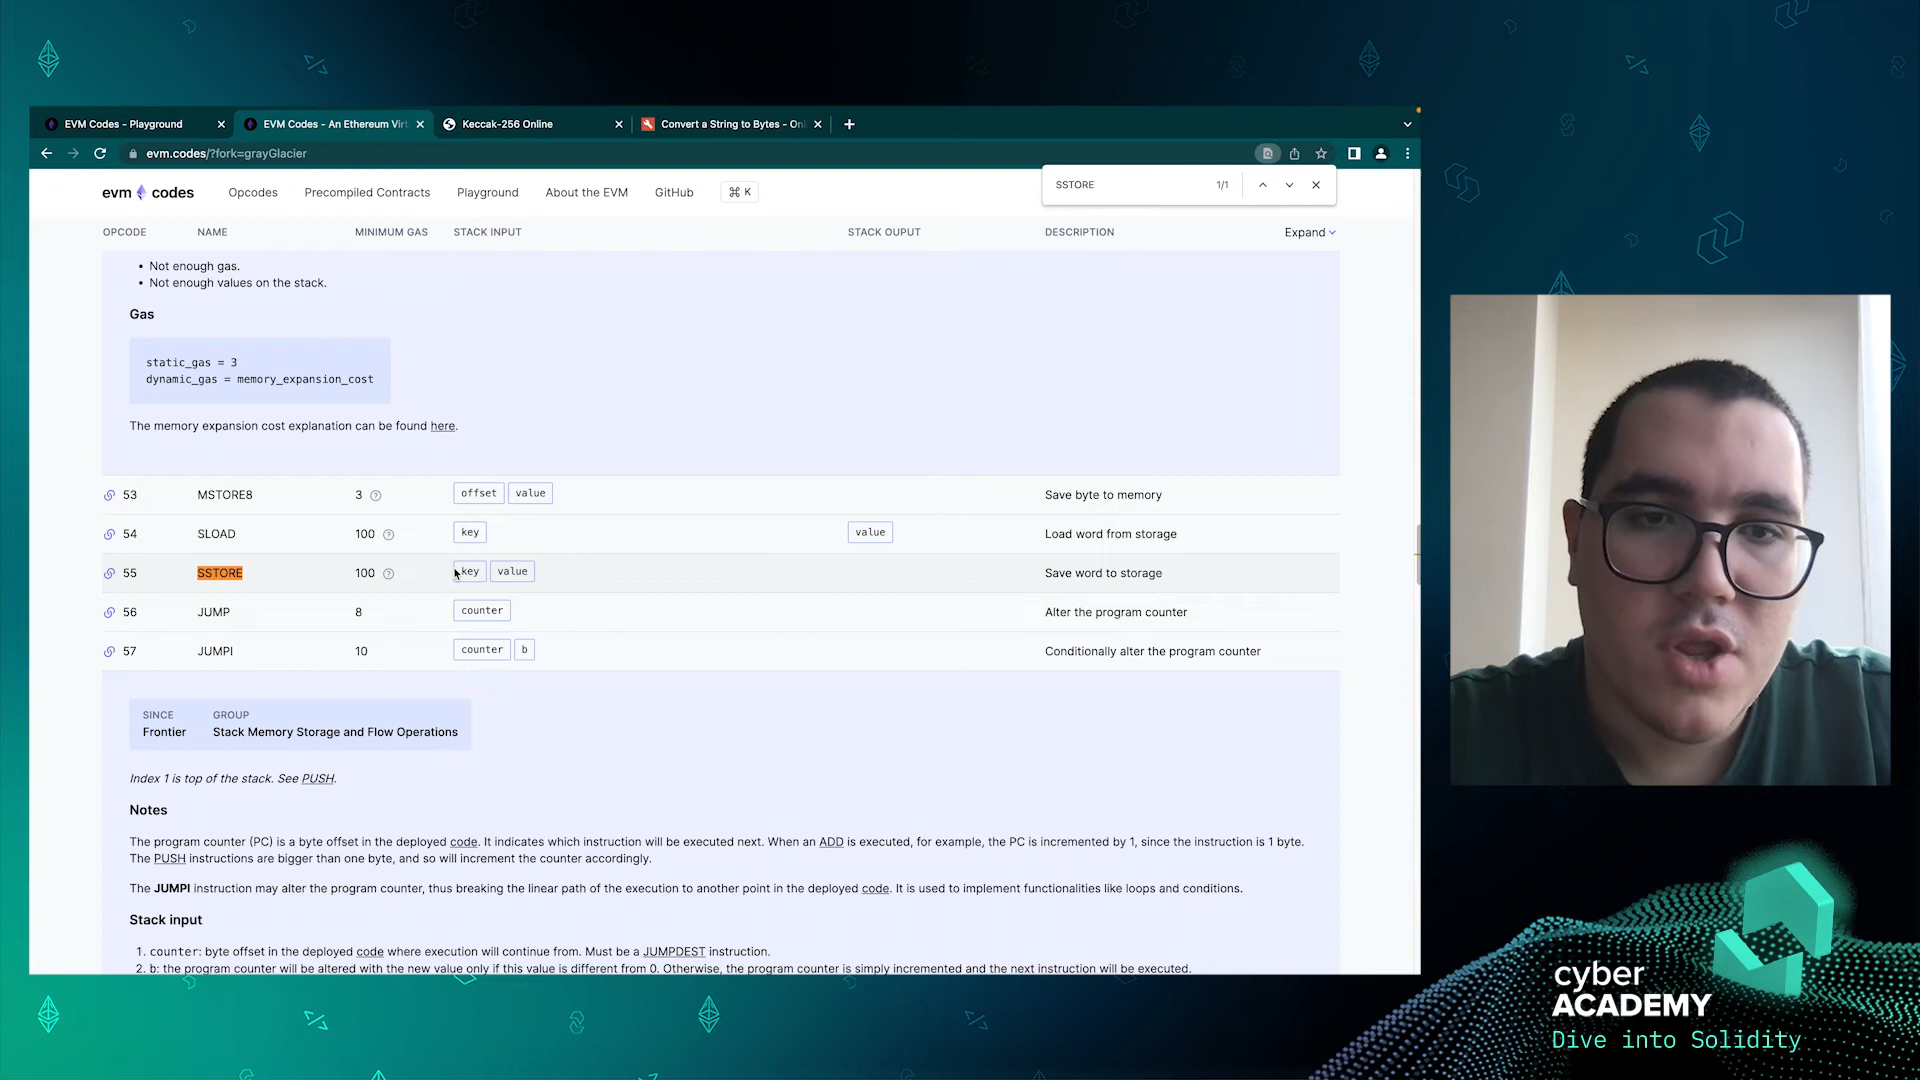 EVM Codes - Playground
EVM Codes - An Ethereum Virt
Keccak-256 Online
Convert a String to Bytes - Onl
evm.codes/?fork=grayGlacier
SSTORE 1/1
evm codes Opcodes Precompiled Contracts Playground About the EVM GitHub ⌘ K
OPCODE NAME MINIMUM GAS STACK INPUT STACK OUPUT DESCRIPTION Expand
• Not enough gas.
• Not enough values on the stack.
Gas
static_gas = 3
dynamic_gas = memory_expansion_cost
The memory expansion cost explanation can be found here.
53 MSTORE8 3 offset value Save byte to memory
54 SLOAD 100 key value Load word from storage
55 SSTORE 100 key value Save word to storage
56 JUMP 8 counter Alter the program counter
57 JUMPI 10 counter b Conditionally alter the program counter
SINCE GROUP
Frontier Stack Memory Storage and Flow Operations
Index 1 is top of the stack. See PUSH.
Notes
The program counter (PC) is a byte offset in the deployed code. It indicates which instruction will be executed next. When an ADD is executed, for example, the PC is incremented by 1, since the instruction is 1 byte.
The PUSH instructions are bigger than one byte, and so will increment the counter accordingly.
The JUMPI instruction may alter the program counter, thus breaking the linear path of the execution to another point in the deployed code. It is used to implement functionalities like loops and conditions.
Stack input
1. counter: byte offset in the deployed code where execution will continue from. Must be a JUMPDEST instruction.
2. b: the program counter will be altered with the new value only if this value is different from 0. Otherwise, the program counter is simply incremented and the next instruction will be executed.
cyber
ACADEMY
Dive into Solidity